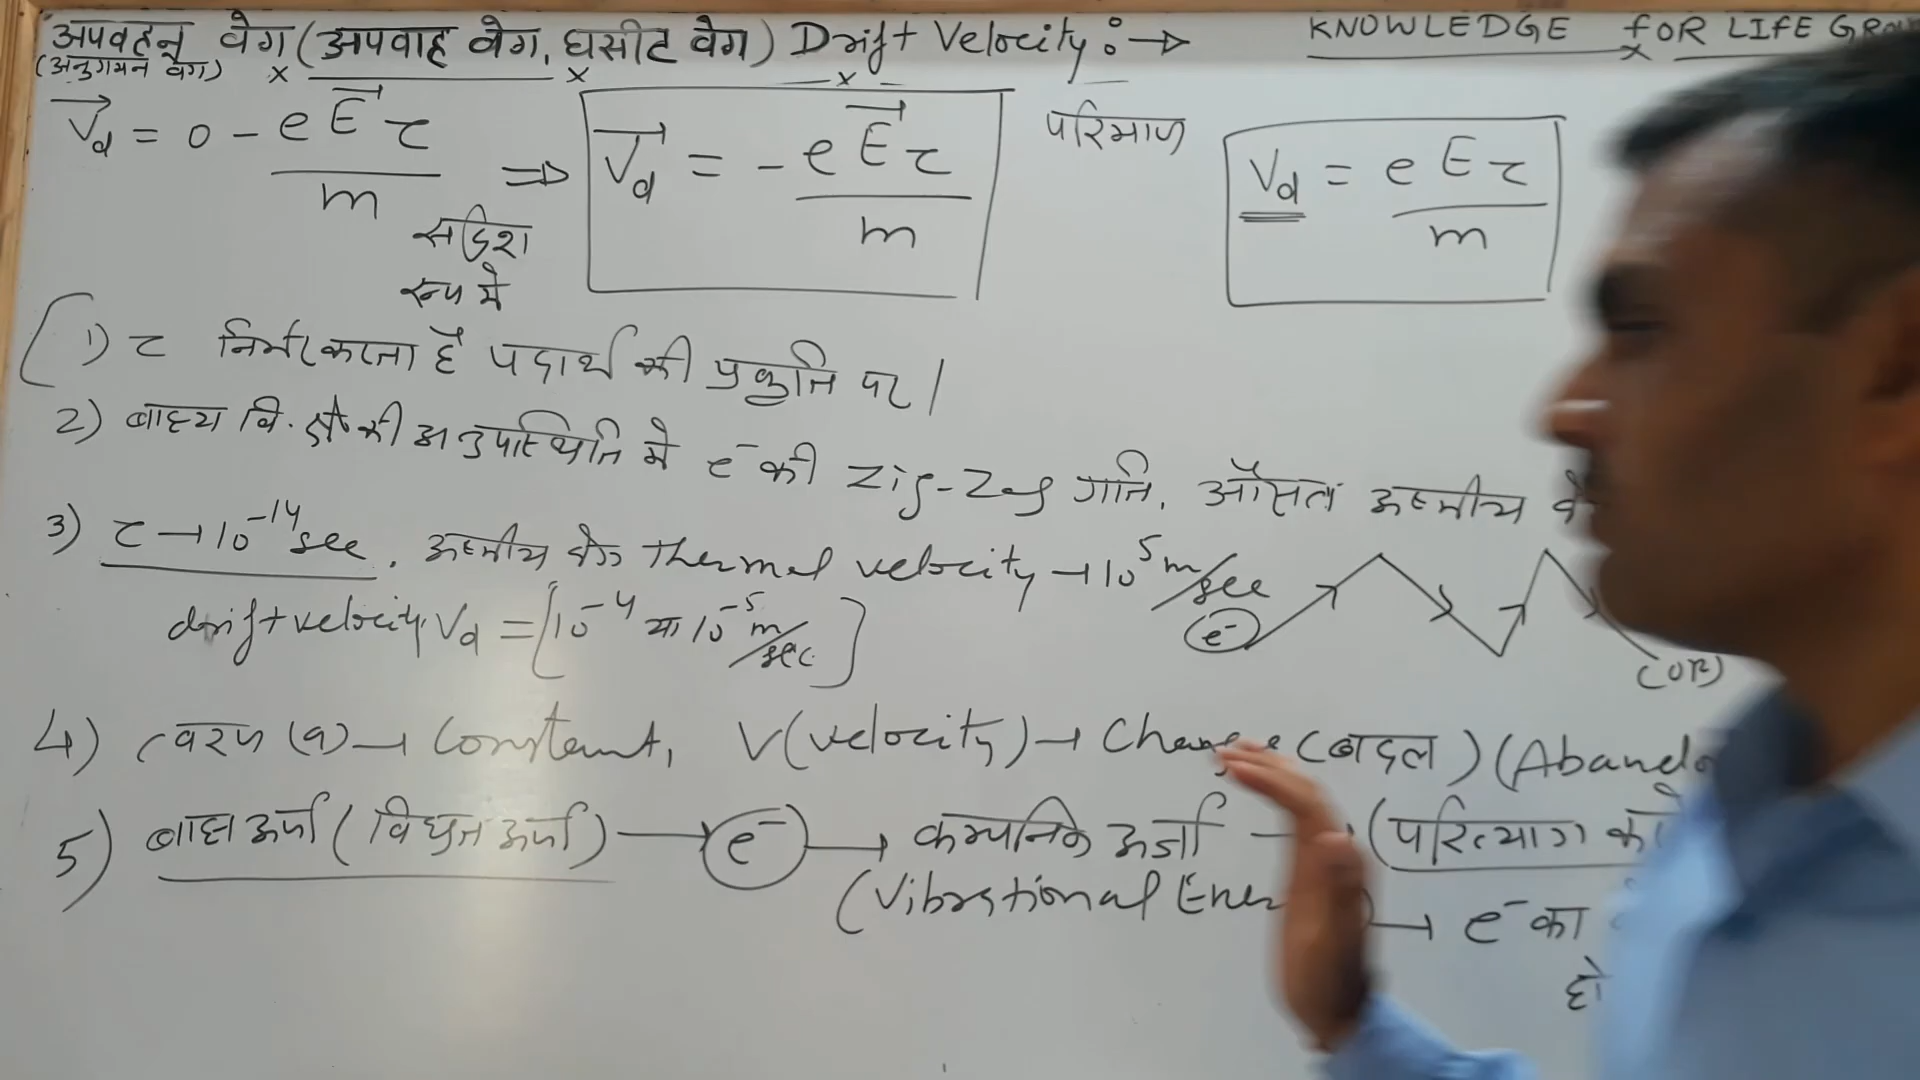 अपवहन वेग (अपवाह वेग, घसीट वेग) Drift Velocity :→ KNOWLEDGE FOR LIFE
(अनुगमन वेग)
V⃗d = 0 - eE⃗τ/m ⇒ V⃗d = -eE⃗τ/m परिमाण Vd = eEτ/m
सदिश
रूप में
1) τ निर्भर करता है पदार्थ की प्रकृति पर |
2) बाह्य वि. क्षे० की अनुपस्थिति में e⁻ की Zig-Zag गति, औसत ऊष्मीय
3) τ → 10⁻¹⁴ sec, ऊष्मीय वेग Thermal velocity → 10⁵ m/sec
e⁻
(OR)
drift velocity Vd = [10⁻⁴ या 10⁻⁵ m/sec]
4) त्वरण (a) → Constant, V(velocity) → Change (बदल)
5) बाह्य ऊर्जा (विद्युत ऊर्जा) → e⁻ → कम्पनिक ऊर्जा → (परित्याग
(Vibrational → e⁻ का
हो